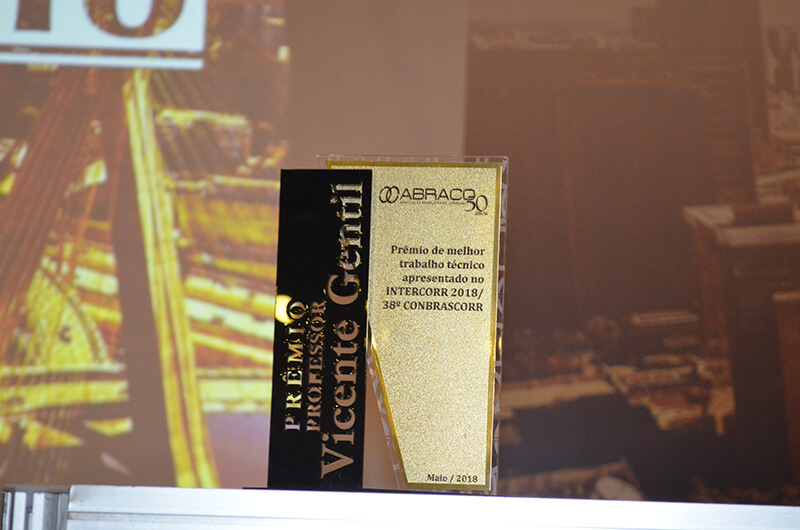 PRÊMIO
PROFESSOR
Vicente Gentil
ABRACO
50
anos
Prêmio de melhor
trabalho técnico
apresentado no
INTERCORR 2018/
38º CONBRASCORR
Maio / 2018